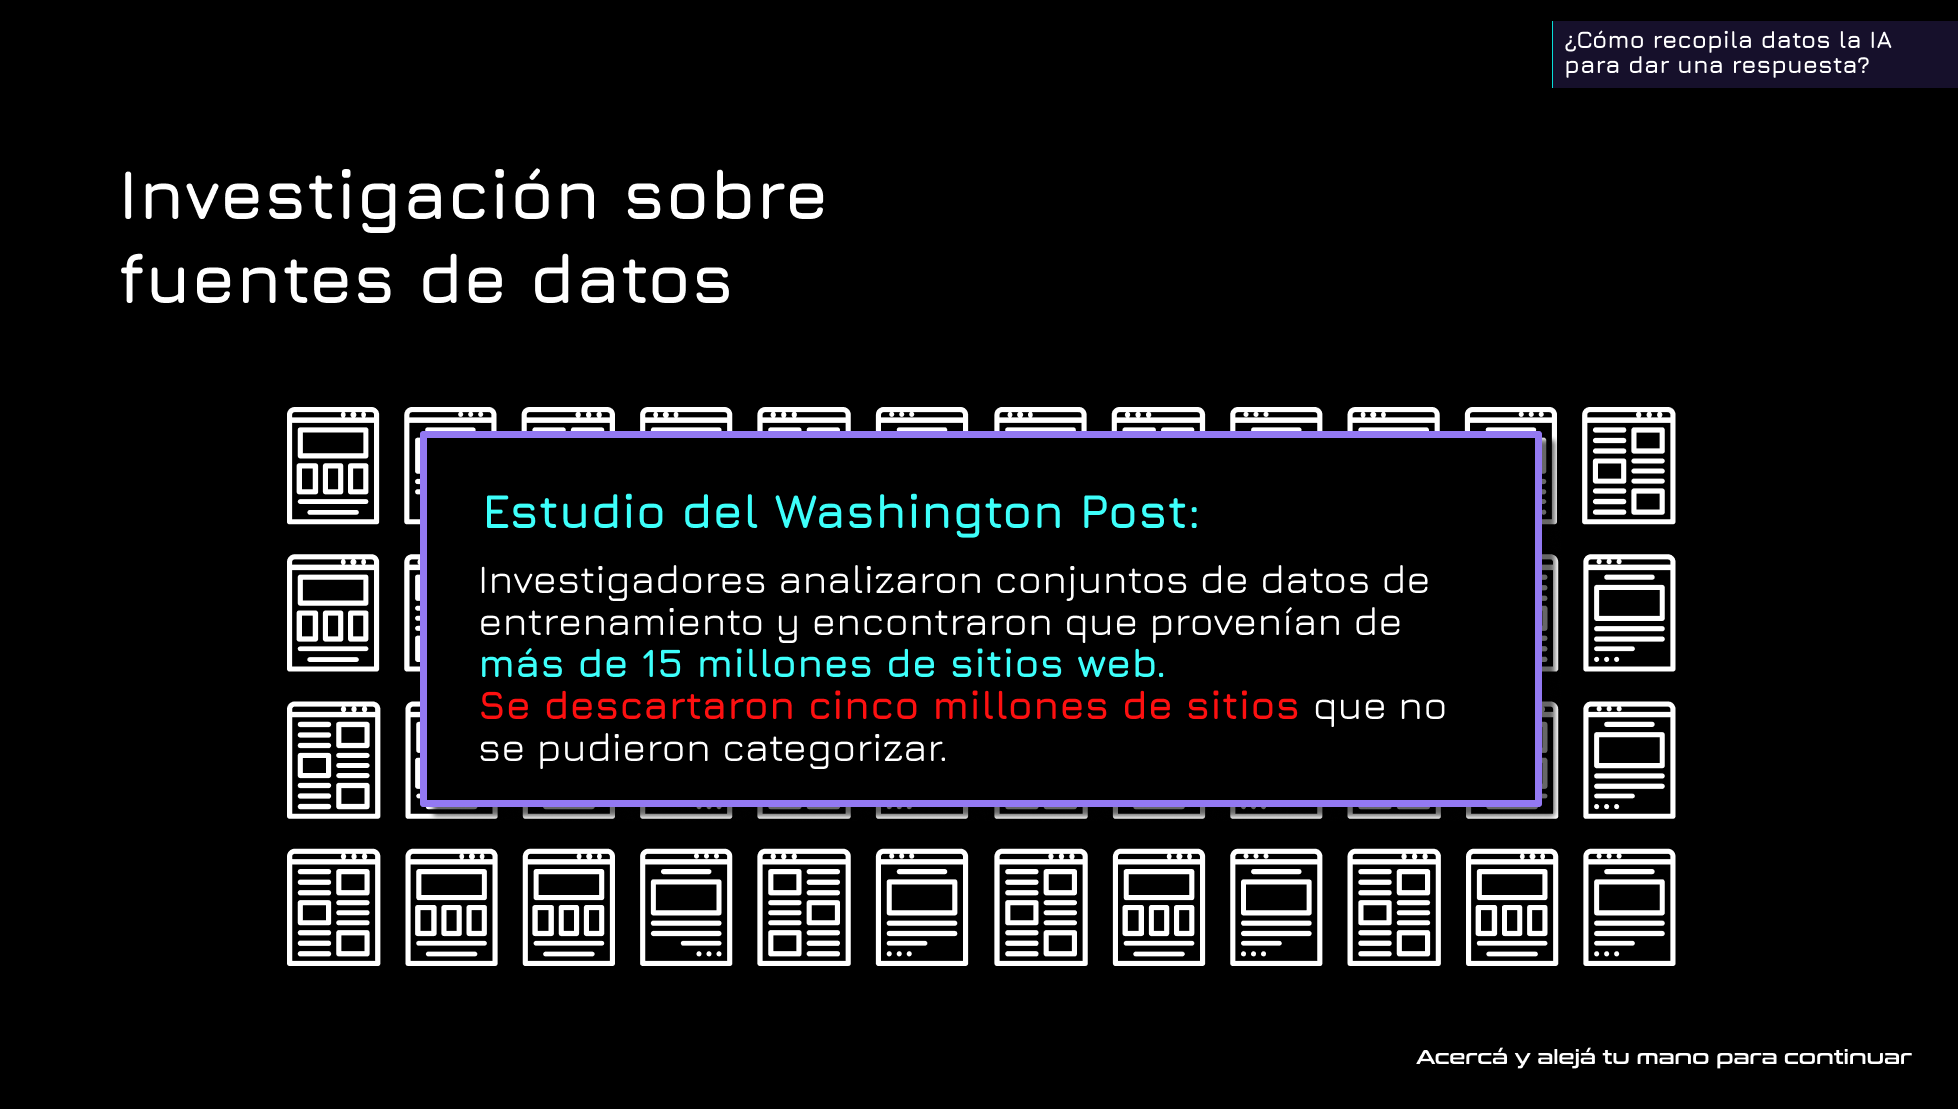 ¿Cómo recopila datos la IA
para dar una respuesta?
Investigación sobre
fuentes de datos
Estudio del Washington Post:
Investigadores analizaron conjuntos de datos de
entrenamiento y encontraron que provenían de
más de 15 millones de sitios web.
Se descartaron cinco millones de sitios que no
se pudieron categorizar.
Acercá y alejá tu mano para continuar